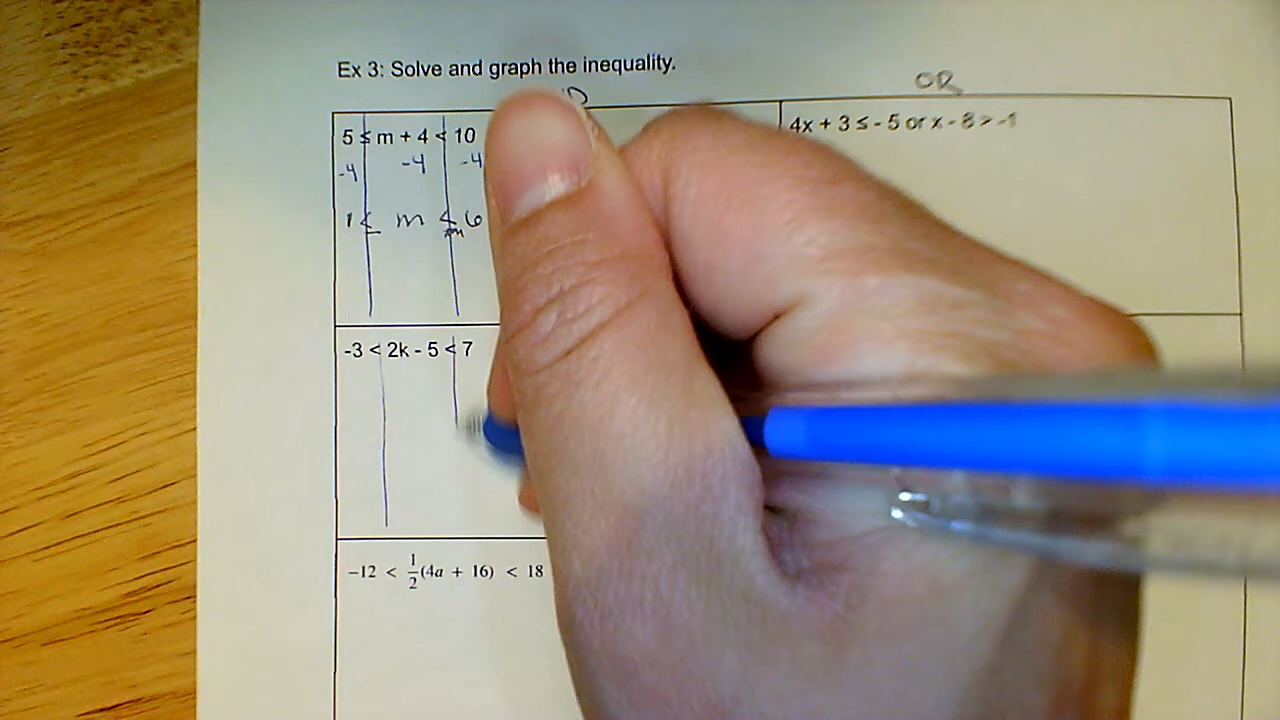 Ex 3: Solve and graph the inequality.
OR
5 ≤ m + 4 < 10
-4 -4 -4
1 ≤ m < 6
4x + 3 ≤ - 5 or x - 8 > -1
-3 < 2k - 5 < 7
−12 < 1/2(4a + 16) < 18